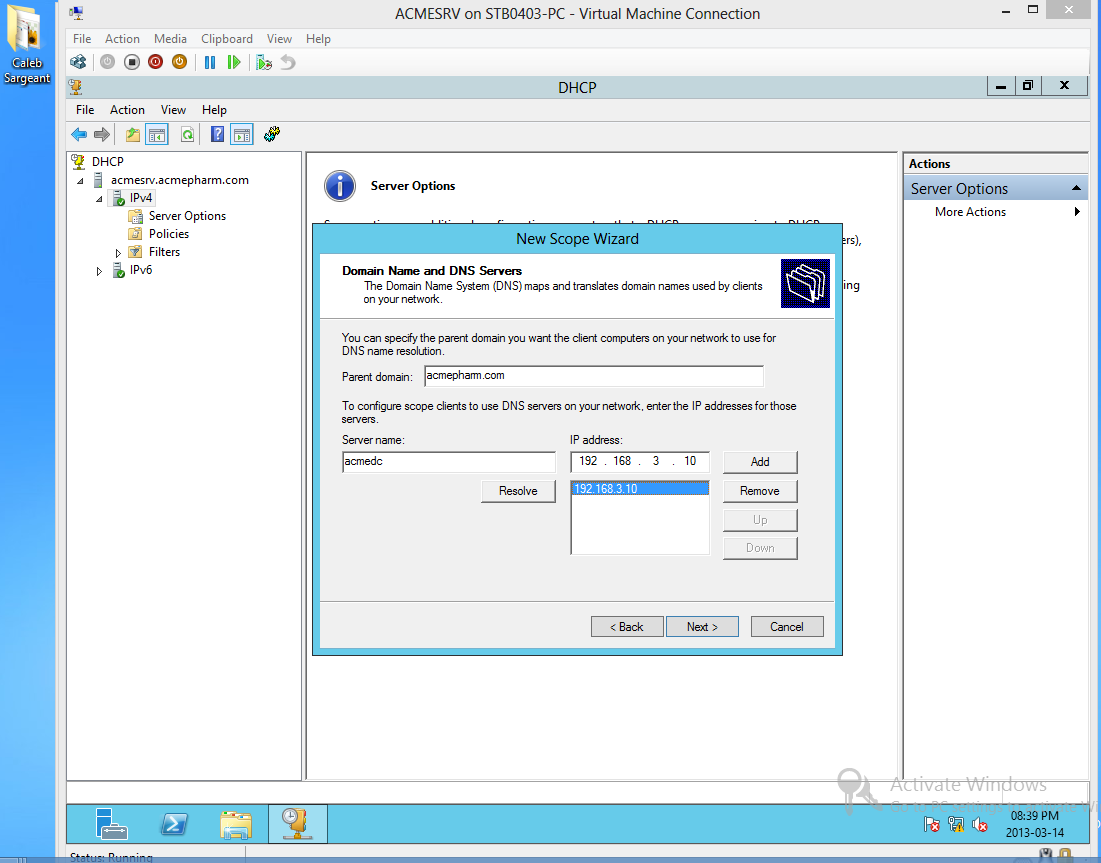 ACMESRV on STB0403-PC - Virtual Machine Connection
Caleb
Sargeant
File Action Media Clipboard View Help
DHCP
File Action View Help
DHCP
acmesrv.acmepharm.com
IPv4
Server Options
Policies
Filters
IPv6
Server Options
ers),
ing
Actions
Server Options
More Actions
New Scope Wizard
Domain Name and DNS Servers
The Domain Name System (DNS) maps and translates domain names used by clients
on your network.
You can specify the parent domain you want the client computers on your network to use for
DNS name resolution.
Parent domain: acmepharm.com
To configure scope clients to use DNS servers on your network, enter the IP addresses for those
servers.
Server name: IP address:
acmedc 192 . 168 . 3 . 10 Add
Resolve 192.168.3.10 Remove
Up
Down
< Back Next > Cancel
Activate Windows
08:39 PM
2013-03-14
Status: Running